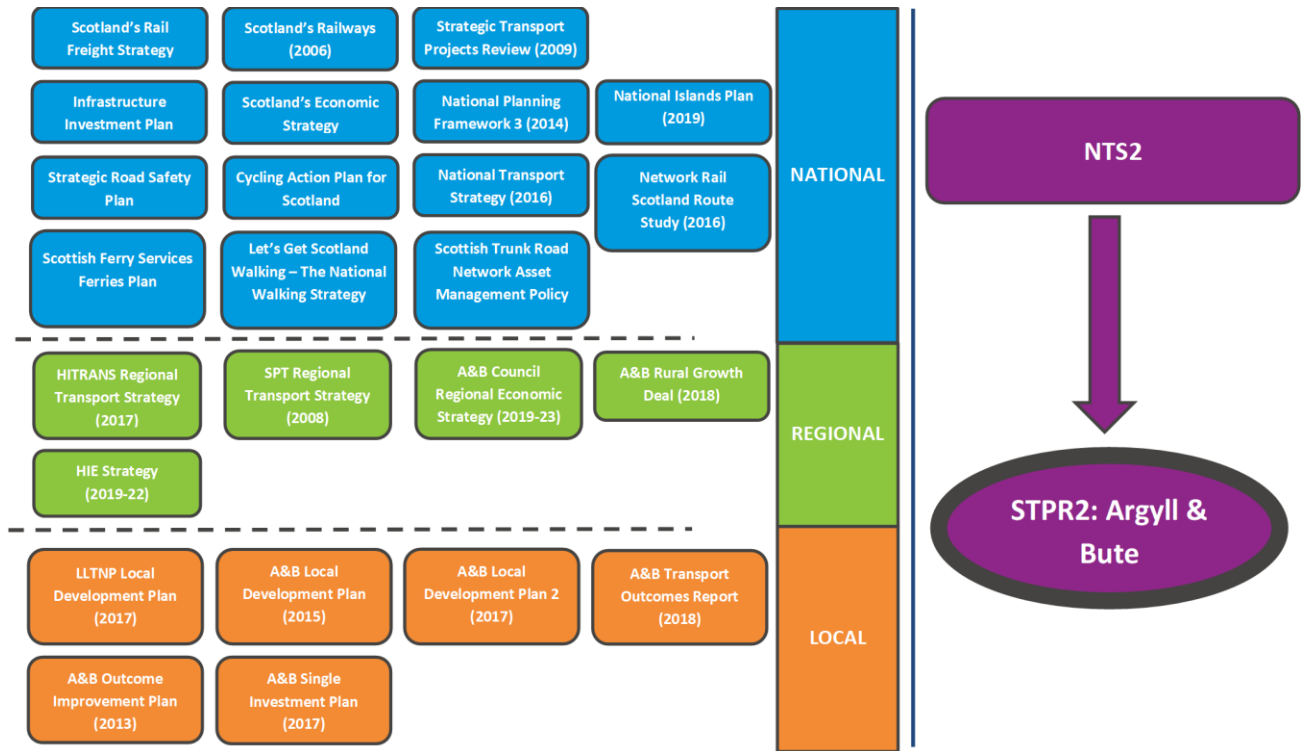 Scotland's Rail
Freight Strategy
Scotland's Railways
(2006)
Strategic Transport
Projects Review (2009)
Infrastructure
Investment Plan
Scotland's Economic
Strategy
National Planning
Framework 3 (2014)
National Islands Plan
(2019)
Strategic Road Safety
Plan
Cycling Action Plan for
Scotland
National Transport
Strategy (2016)
Network Rail
Scotland Route
Study (2016)
Scottish Ferry Services
Ferries Plan
Let's Get Scotland
Walking – The National
Walking Strategy
Scottish Trunk Road
Network Asset
Management Policy
NATIONAL
HITRANS Regional
Transport Strategy
(2017)
SPT Regional
Transport Strategy
(2008)
A&B Council
Regional Economic
Strategy (2019-23)
A&B Rural Growth
Deal (2018)
HIE Strategy
(2019-22)
REGIONAL
LLTNP Local
Development Plan
(2017)
A&B Local
Development Plan
(2015)
A&B Local
Development Plan 2
(2017)
A&B Transport
Outcomes Report
(2018)
A&B Outcome
Improvement Plan
(2013)
A&B Single
Investment Plan
(2017)
LOCAL
NTS2
STPR2: Argyll &
Bute